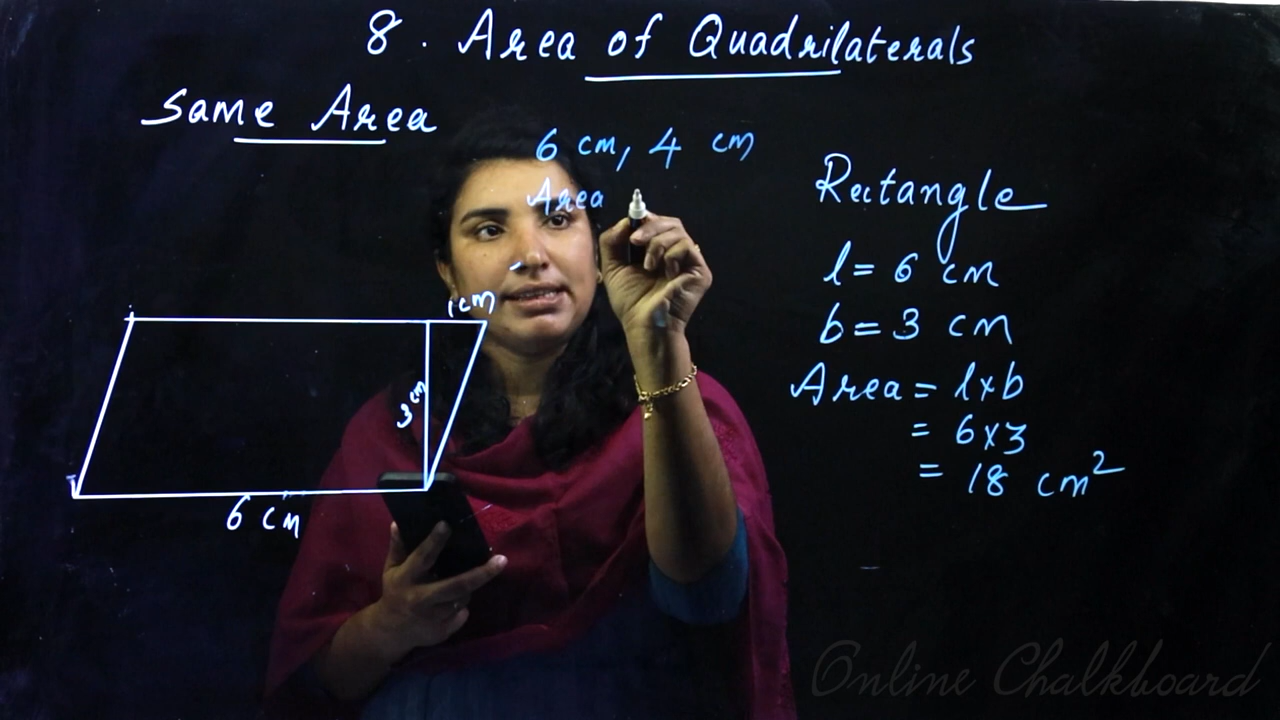 8. Area of Quadrilaterals
Same Area
6 cm, 4 cm
Area
1 cm
3 cm
6 cm
Rectangle
l = 6 cm
b = 3 cm
Area = l x b
= 6 x 3
= 18 cm²
Online Chalkboard